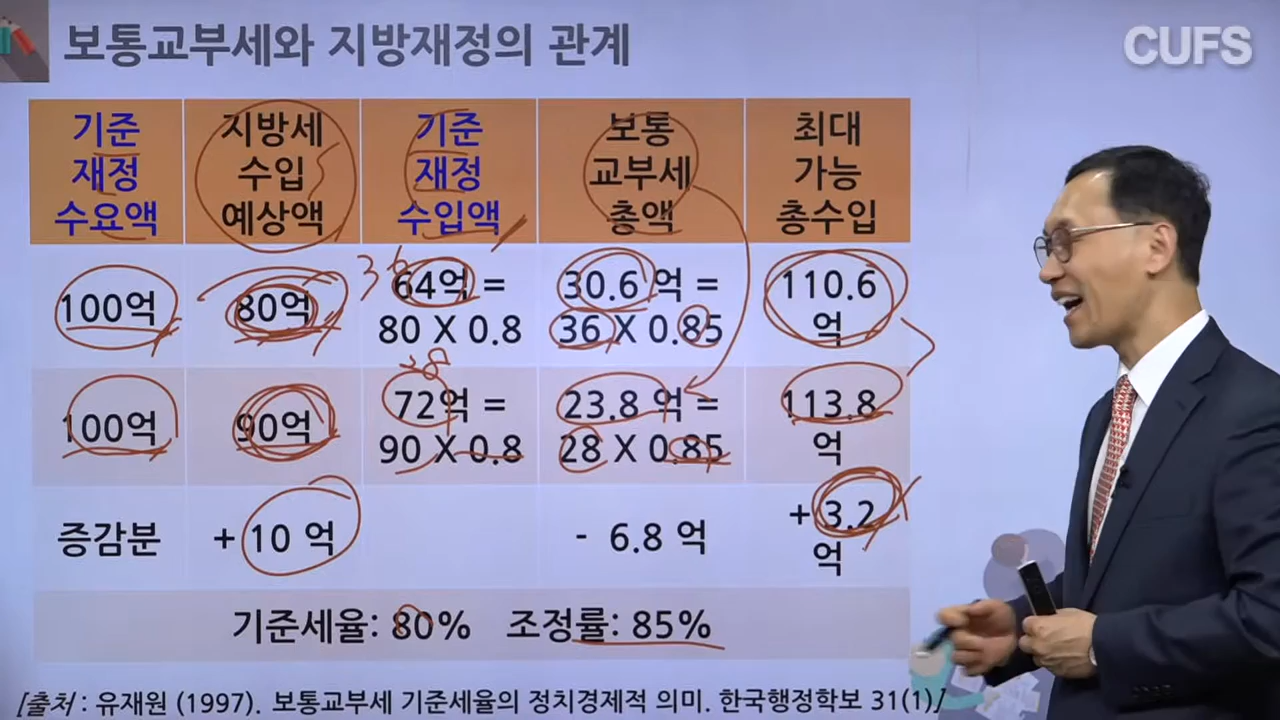 보통교부세와 지방재정의 관계
CUFS
기준
재정
수요액
지방세
수입
예상액
기준
재정
수입액
보통
교부세
총액
최대
가능
총수입
100억
80억
36
64억 =
80 X 0.8
30.6 억 =
36 X 0.85
110.6
억
100억
90억
28
72억 =
90 X 0.8
23.8 억 =
28 X 0.85
113.8
억
증감분
+ 10 억
- 6.8 억
+ 3.2
억
기준세율: 80% 조정률: 85%
[출처 : 유재원 (1997). 보통교부세 기준세율의 정치경제적 의미. 한국행정학보 31(1)]